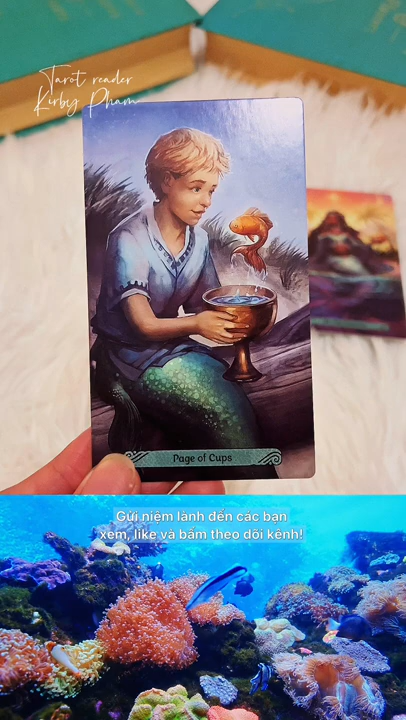 Tarot reader
Kirby Pham
Page of Cups
Gửi niệm lành đến các bạn
xem, like và bấm theo dõi kênh!